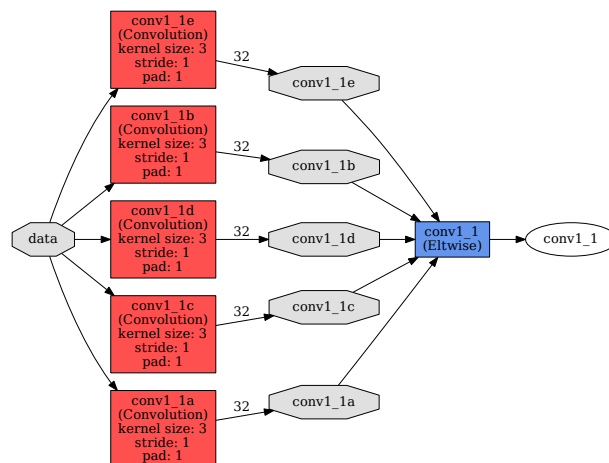 conv1_1e
(Convolution)
kernel size: 3
stride: 1
pad: 1
32
conv1_1e
conv1_1b
(Convolution)
kernel size: 3
stride: 1
pad: 1
32
conv1_1b
data
conv1_1d
(Convolution)
kernel size: 3
stride: 1
pad: 1
32
conv1_1d
conv1_1
(Eltwise)
conv1_1
conv1_1c
(Convolution)
kernel size: 3
stride: 1
pad: 1
32
conv1_1c
conv1_1a
(Convolution)
kernel size: 3
stride: 1
pad: 1
32
conv1_1a